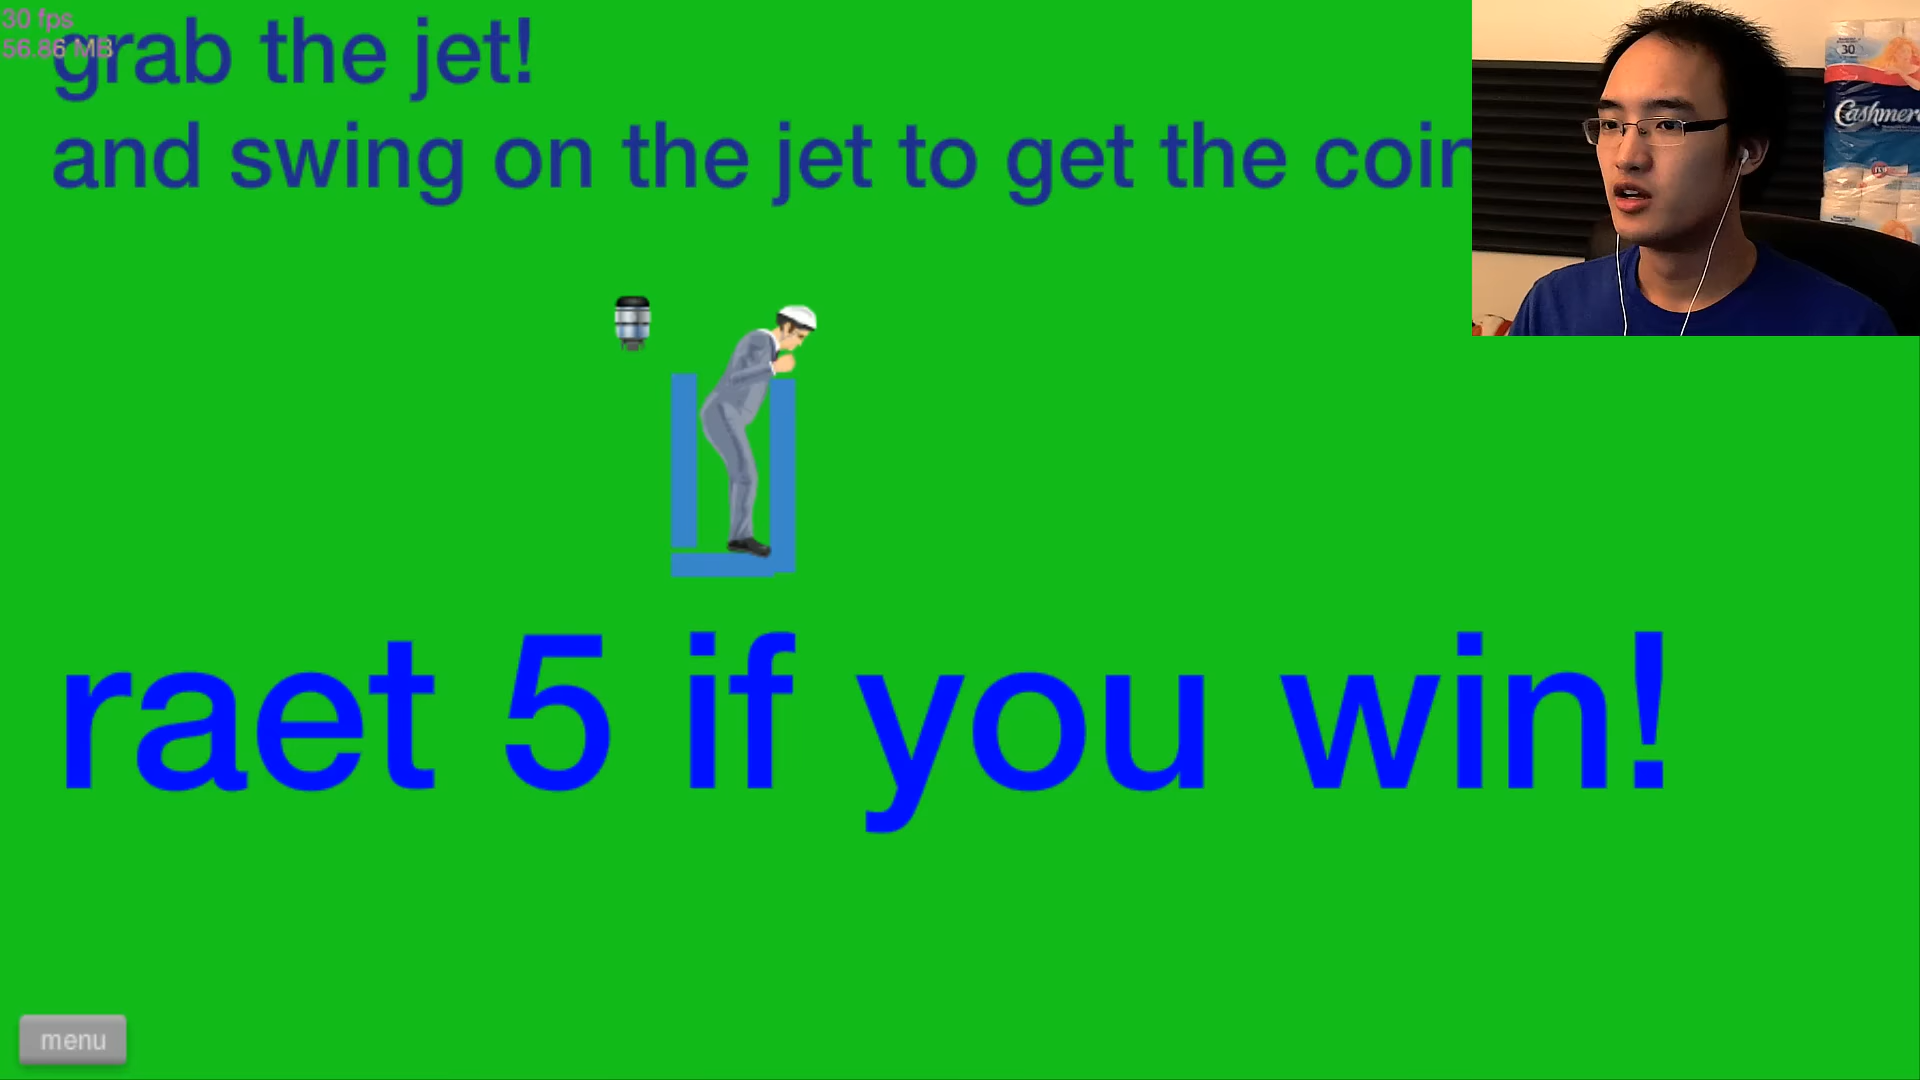 30 fps
56.86 MB
grab the jet!
and swing on the jet to get the coin
30
Cashmer
raet 5 if you win!
menu